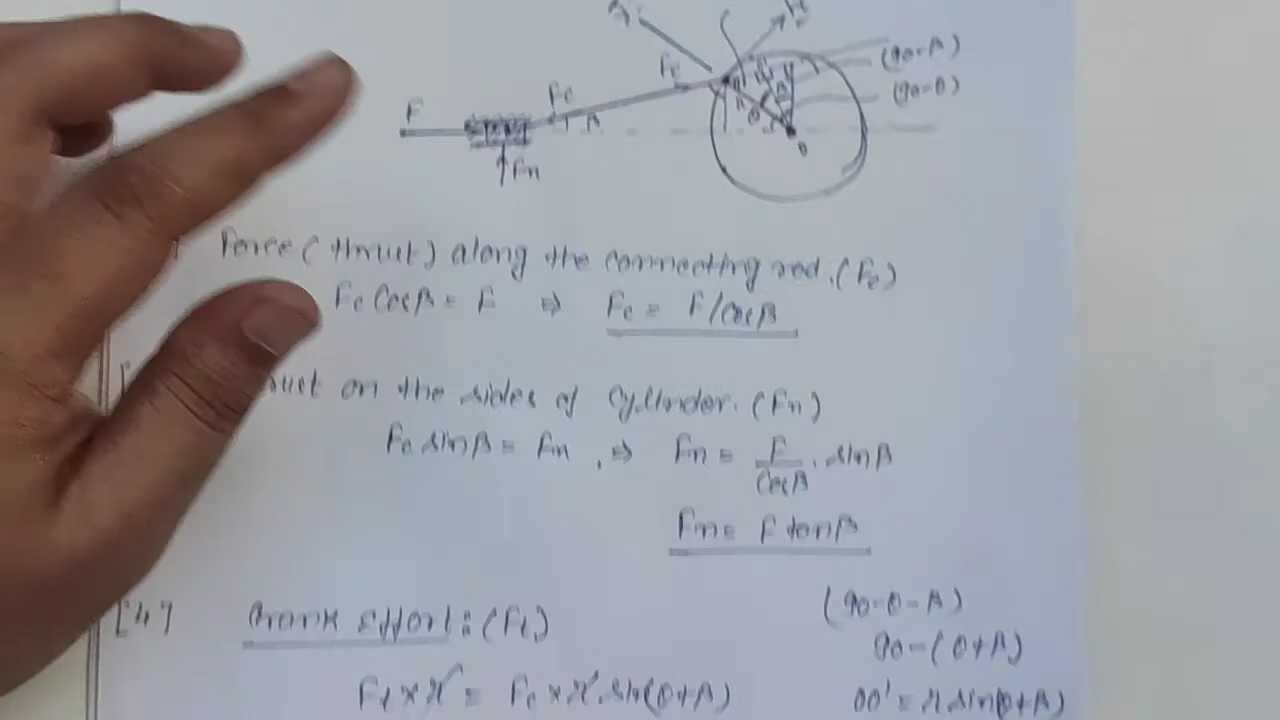 (90-β)
Fc
(90-θ)
F
Fc
β
θ
Fn
Force (thrust) along the connecting rod. (Fc)
Fc Cosβ = F ⇒ Fc = F/Cosβ
on the sides of Cylinder. (Fn)
Fc sinβ = Fn, ⇒ Fn = F/Cosβ . sinβ
Fn = F tanβ
[4] Crank Effort: (Ft)
(90-θ-β)
90-(θ+β)
Ft × r = Fc × r sin(θ+β)
OO' = r sin(θ+β)